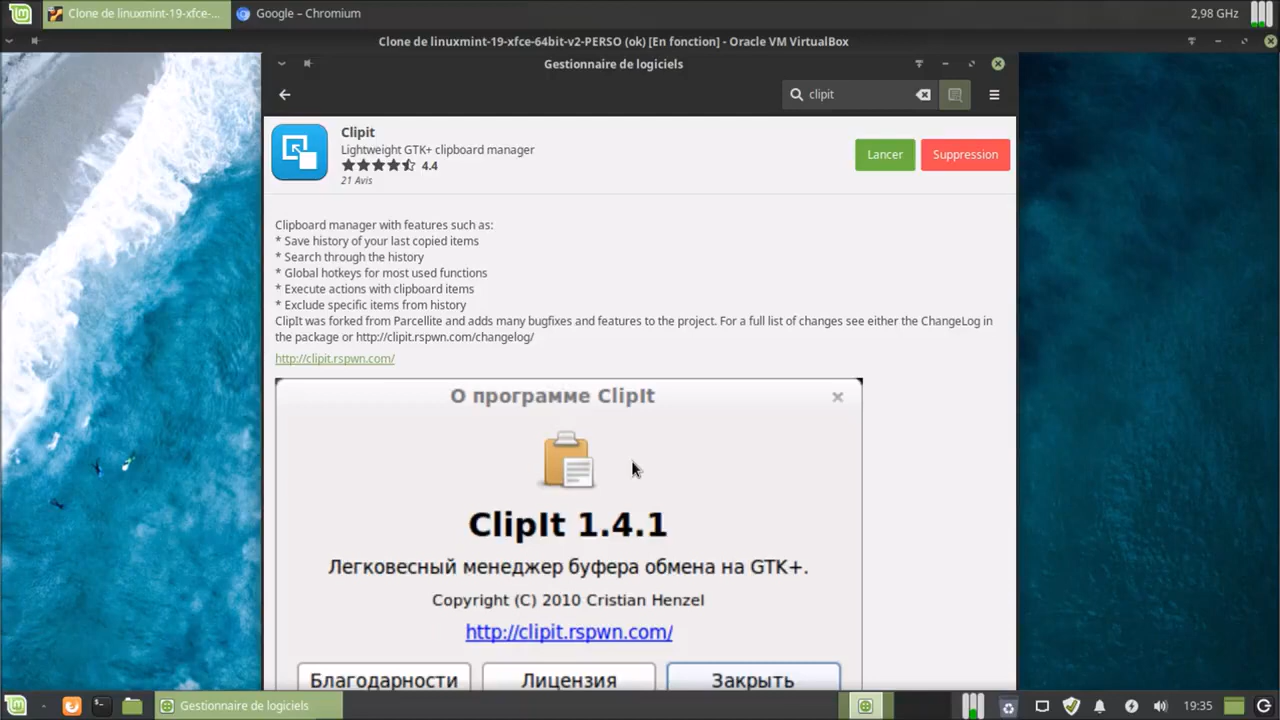 Clone de linuxmint-19-xfce-...
Google – Chromium
2,98 GHz
Clone de linuxmint-19-xfce-64bit-v2-PERSO (ok) [En fonction] - Oracle VM VirtualBox
Gestionnaire de logiciels
clipit
Clipit
Lightweight GTK+ clipboard manager
4.4
21 Avis
Lancer
Suppression
Clipboard manager with features such as:
* Save history of your last copied items
* Search through the history
* Global hotkeys for most used functions
* Execute actions with clipboard items
* Exclude specific items from history
ClipIt was forked from Parcellite and adds many bugfixes and features to the project. For a full list of changes see either the ChangeLog in
the package or http://clipit.rspwn.com/changelog/
http://clipit.rspwn.com/
О программе ClipIt
ClipIt 1.4.1
Легковесный менеджер буфера обмена на GTK+.
Copyright (C) 2010 Cristian Henzel
http://clipit.rspwn.com/
Благодарности
Лицензия
Закрыть
Gestionnaire de logiciels
19:35